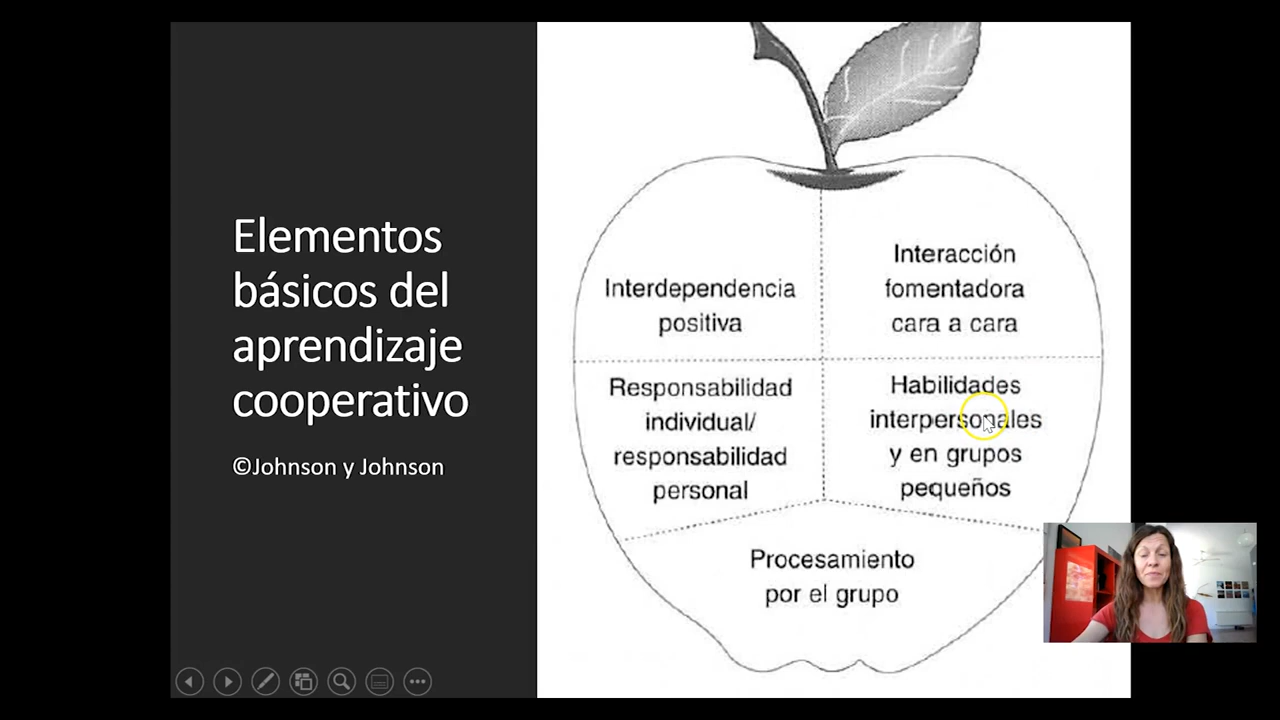 Elementos
básicos del
aprendizaje
cooperativo
©Johnson y Johnson
Interdependencia
positiva
Interacción
fomentadora
cara a cara
Responsabilidad
individual/
responsabilidad
personal
Habilidades
interpersonales
y en grupos
pequeños
Procesamiento
por el grupo